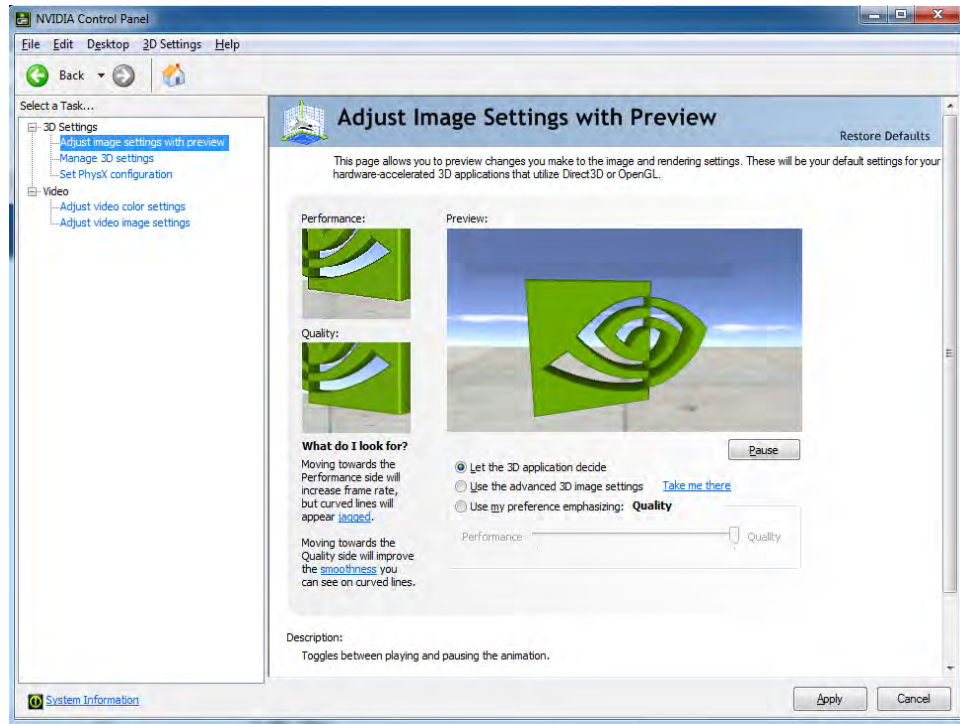 NVIDIA Control Panel
File Edit Desktop 3D Settings Help
Back
Select a Task...
3D Settings
Adjust image settings with preview
Manage 3D settings
Set PhysX configuration
Video
Adjust video color settings
Adjust video image settings
Adjust Image Settings with Preview
Restore Defaults
This page allows you to preview changes you make to the image and rendering settings. These will be your default settings for your
hardware-accelerated 3D applications that utilize Direct3D or OpenGL.
Performance:
Preview:
Quality:
What do I look for?
Moving towards the
Performance side will
increase frame rate,
but curved lines will
appear jagged.
Moving towards the
Quality side will improve
the smoothness you
can see on curved lines.
Pause
Let the 3D application decide
Use the advanced 3D image settings Take me there
Use my preference emphasizing: Quality
Performance Quality
Description:
Toggles between playing and pausing the animation.
System Information
Apply Cancel